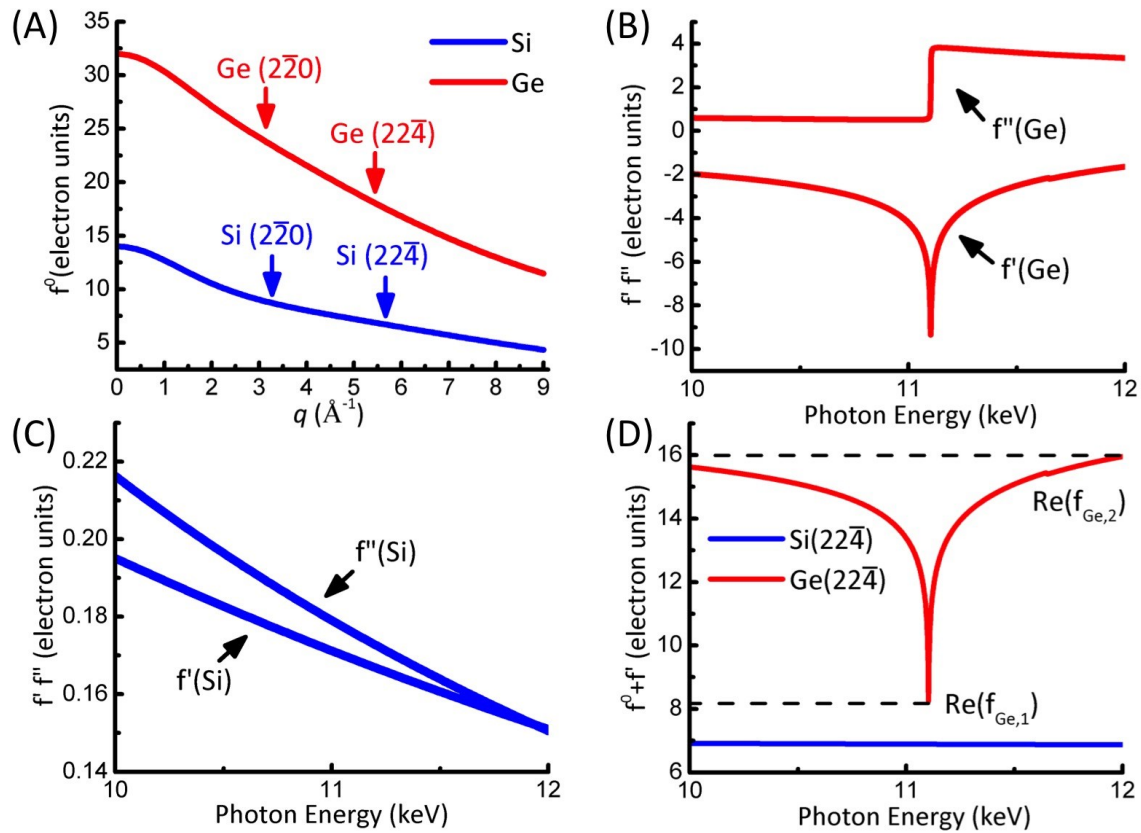 (A)
35
30
25
20
15
10
5
f⁰(electron units)
Si
Ge
Ge (22̅0)
Ge (224̅)
Si (22̅0)
Si (224̅)
0 1 2 3 4 5 6 7 8 9
q (Å⁻¹)
(B)
4
2
0
-2
-4
-6
-8
-10
f' f" (electron units)
f"(Ge)
f'(Ge)
10 11 12
Photon Energy (keV)
(C)
0.22
0.20
0.18
0.16
0.14
f' f" (electron units)
f"(Si)
f'(Si)
10 11 12
Photon Energy (keV)
(D)
16
14
12
10
8
6
f⁰+f' (electron units)
Re(f_Ge,2)
Si(224̅)
Ge(224̅)
Re(f_Ge,1)
10 11 12
Photon Energy (keV)